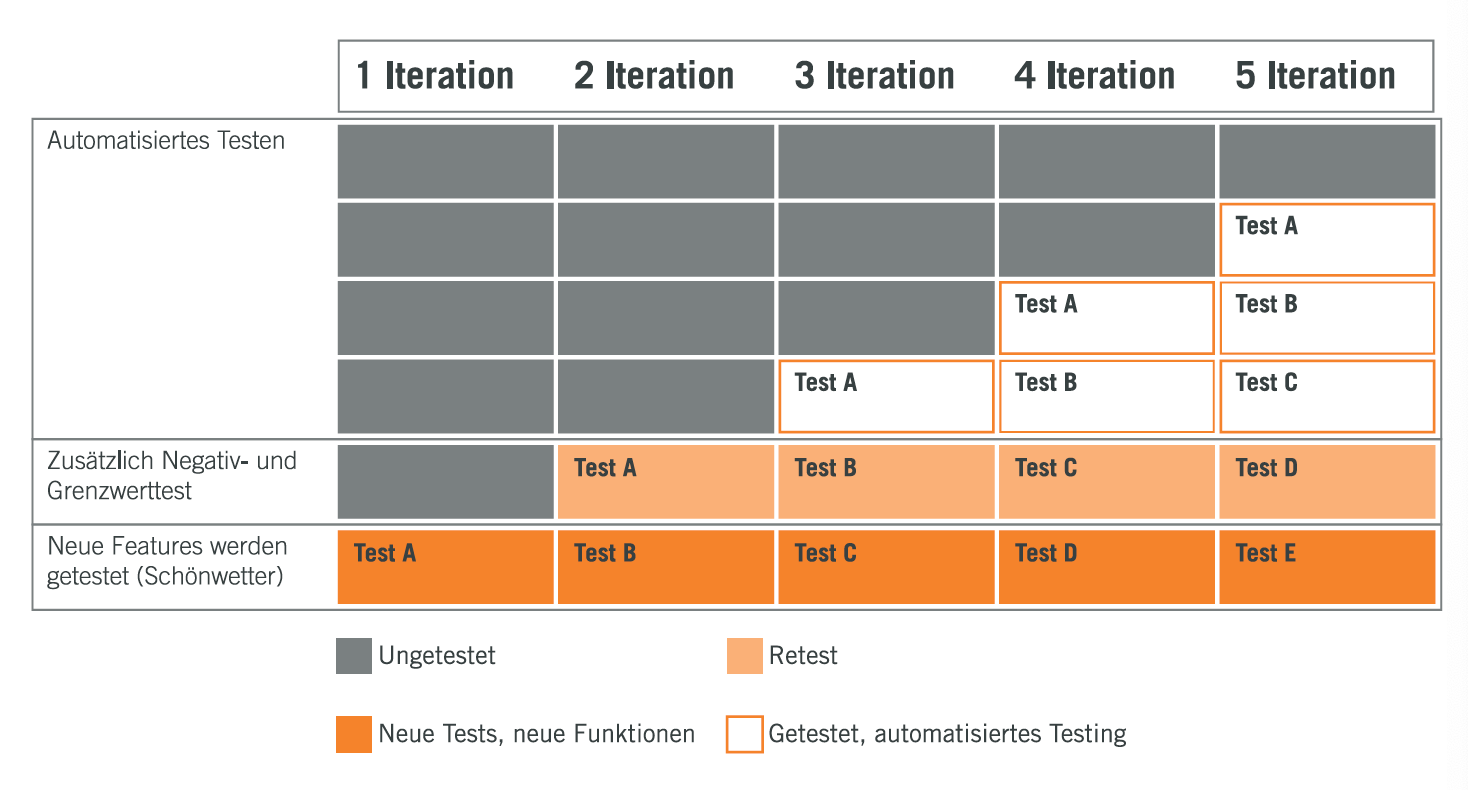 1 Iteration 2 Iteration 3 Iteration 4 Iteration 5 Iteration
Automatisiertes Testen
Test A
Test A Test B
Test A Test B Test C
Zusätzlich Negativ- und
Grenzwerttest
Test A Test B Test C Test D
Neue Features werden
getestet (Schönwetter)
Test A Test B Test C Test D Test E
Ungetestet Retest
Neue Tests, neue Funktionen Getestet, automatisiertes Testing